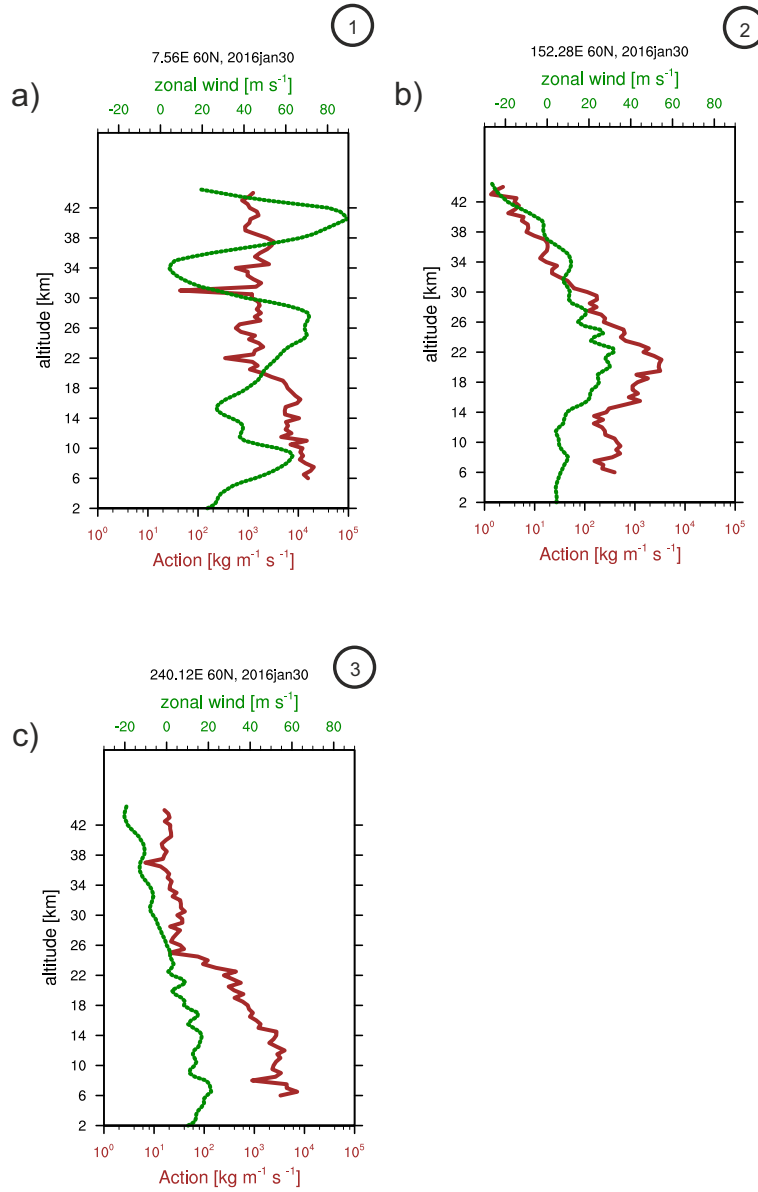 1
7.56E 60N, 2016jan30
zonal wind [m s⁻¹]
a)
-20 0 20 40 60 80
42
38
34
30
26
22
18
14
10
6
2
altitude [km]
10⁰ 10¹ 10² 10³ 10⁴ 10⁵
Action [kg m⁻¹ s⁻¹]
2
152.28E 60N, 2016jan30
zonal wind [m s⁻¹]
b)
-20 0 20 40 60 80
42
38
34
30
26
22
18
14
10
6
2
altitude [km]
10⁰ 10¹ 10² 10³ 10⁴ 10⁵
Action [kg m⁻¹ s⁻¹]
3
240.12E 60N, 2016jan30
zonal wind [m s⁻¹]
c)
-20 0 20 40 60 80
42
38
34
30
26
22
18
14
10
6
2
altitude [km]
10⁰ 10¹ 10² 10³ 10⁴ 10⁵
Action [kg m⁻¹ s⁻¹]